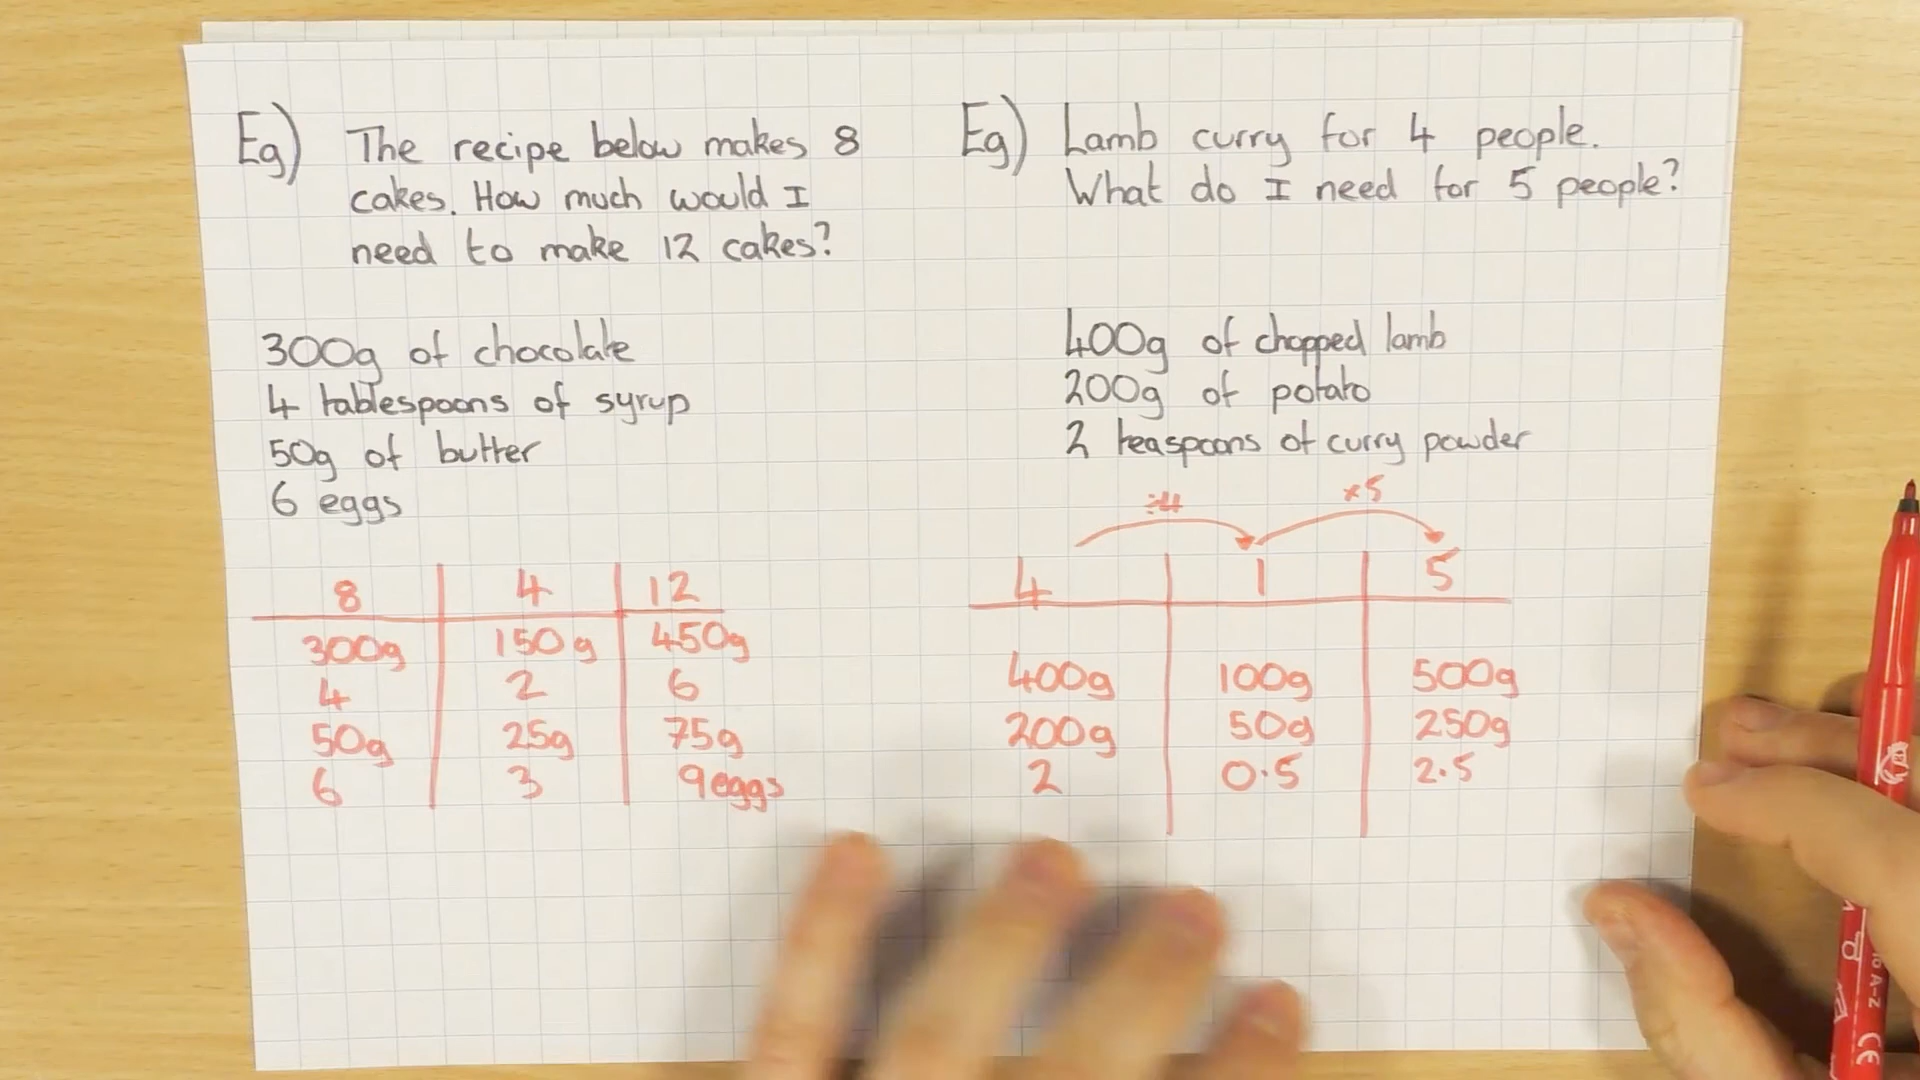 Eg) The recipe below makes 8
cakes. How much would I
need to make 12 cakes?
300g of chocolate
4 tablespoons of syrup
50g of butter
6 eggs
8 4 12
300g 150g 450g
4 2 6
50g 25g 75g
6 3 9eggs
Eg) Lamb curry for 4 people.
What do I need for 5 people?
400g of chopped lamb
200g of potato
2 teaspoons of curry powder
÷4 ×5
4 1 5
400g 100g 500g
200g 50g 250g
2 0.5 2.5
CE